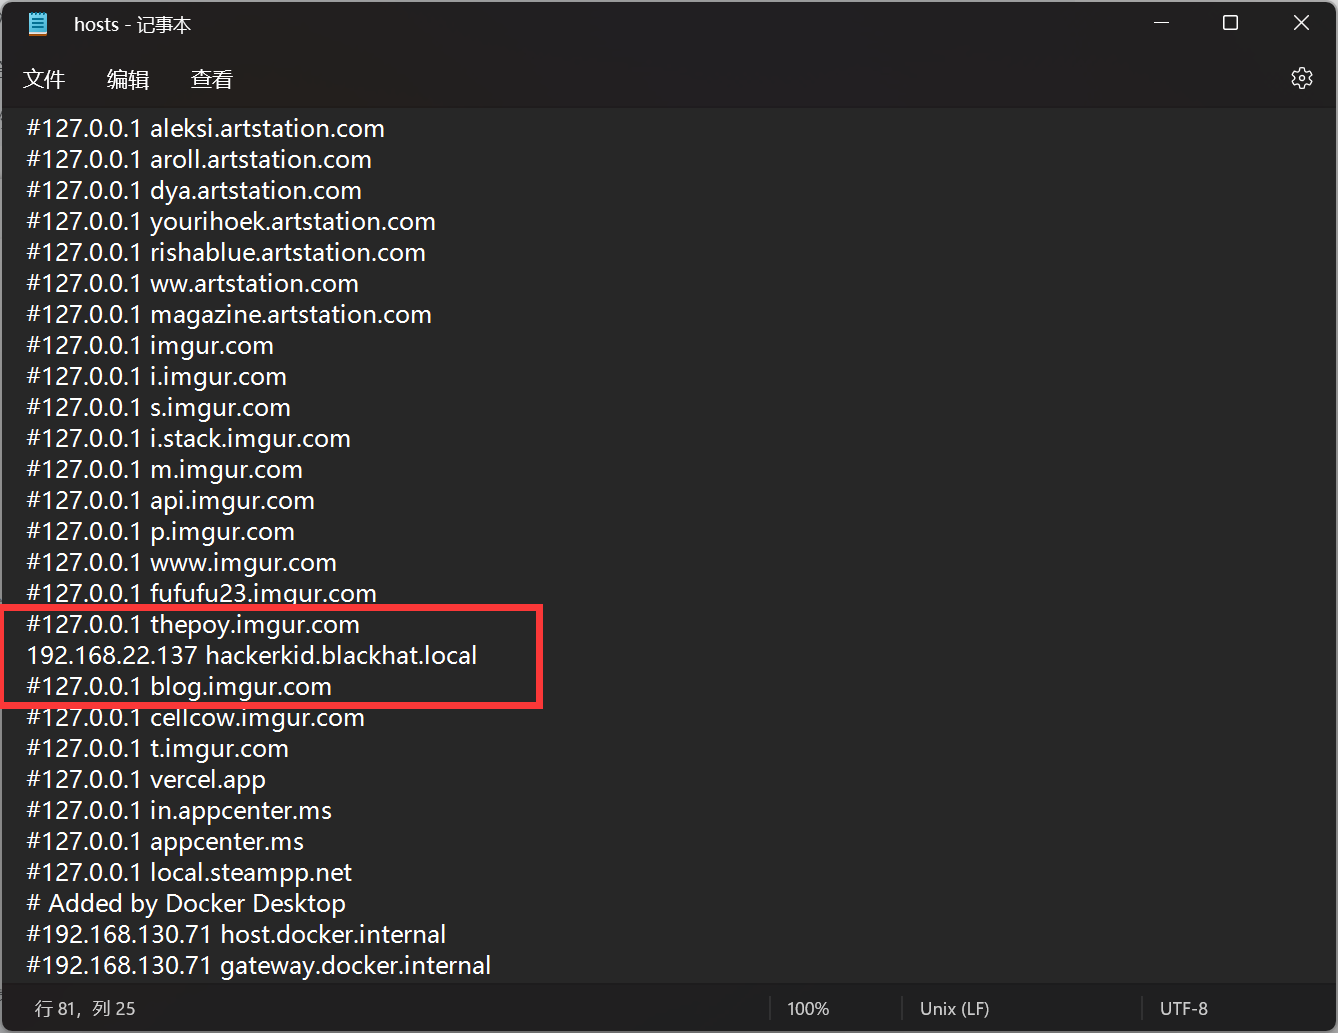 hosts - 记事本
文件 编辑 查看
#127.0.0.1 aleksi.artstation.com
#127.0.0.1 aroll.artstation.com
#127.0.0.1 dya.artstation.com
#127.0.0.1 yourihoek.artstation.com
#127.0.0.1 rishablue.artstation.com
#127.0.0.1 ww.artstation.com
#127.0.0.1 magazine.artstation.com
#127.0.0.1 imgur.com
#127.0.0.1 i.imgur.com
#127.0.0.1 s.imgur.com
#127.0.0.1 i.stack.imgur.com
#127.0.0.1 m.imgur.com
#127.0.0.1 api.imgur.com
#127.0.0.1 p.imgur.com
#127.0.0.1 www.imgur.com
#127.0.0.1 fufufu23.imgur.com
#127.0.0.1 thepoy.imgur.com
192.168.22.137 hackerkid.blackhat.local
#127.0.0.1 blog.imgur.com
#127.0.0.1 cellcow.imgur.com
#127.0.0.1 t.imgur.com
#127.0.0.1 vercel.app
#127.0.0.1 in.appcenter.ms
#127.0.0.1 appcenter.ms
#127.0.0.1 local.steampp.net
# Added by Docker Desktop
#192.168.130.71 host.docker.internal
#192.168.130.71 gateway.docker.internal
行 81，列 25 100% Unix (LF) UTF-8